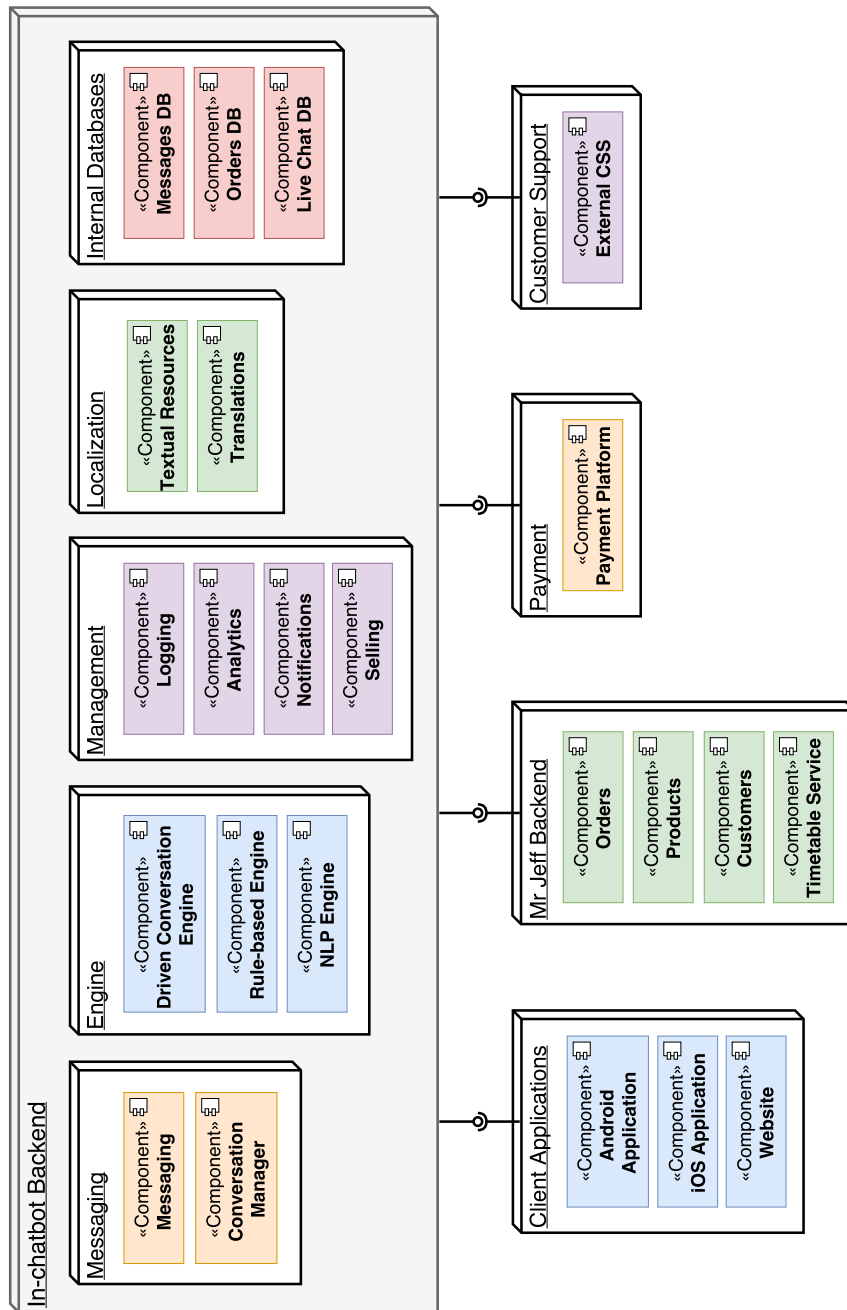 In-chatbot Backend
Messaging
«Component»
Messaging
«Component»
Conversation
Manager
Engine
«Component»
Driven Conversation
Engine
«Component»
Rule-based Engine
«Component»
NLP Engine
Management
«Component»
Logging
«Component»
Analytics
«Component»
Notifications
«Component»
Selling
Localization
«Component»
Textual Resources
«Component»
Translations
Internal Databases
«Component»
Messages DB
«Component»
Orders DB
«Component»
Live Chat DB
Client Applications
«Component»
Android
Application
«Component»
iOS Application
«Component»
Website
Mr Jeff Backend
«Component»
Orders
«Component»
Products
«Component»
Customers
«Component»
Timetable Service
Payment
«Component»
Payment Platform
Customer Support
«Component»
External CSS